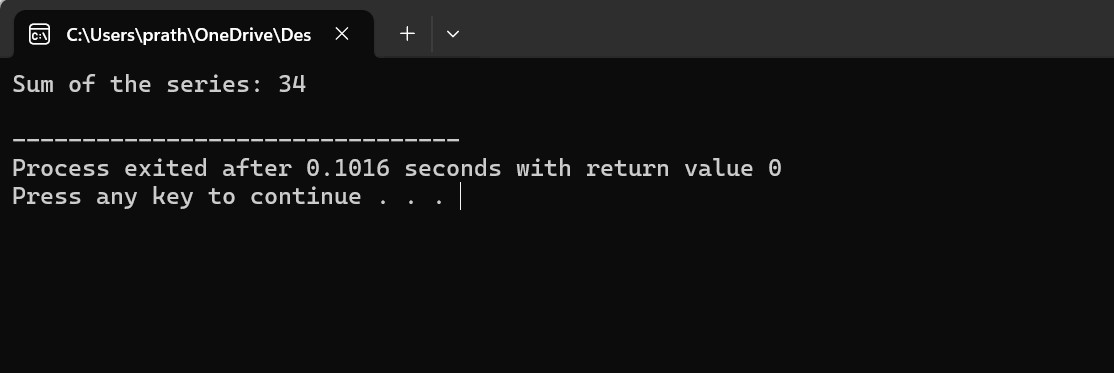 C:\Users\prath\OneDrive\Des
Sum of the series: 34
--------------------------------
Process exited after 0.1016 seconds with return value 0
Press any key to continue . . .